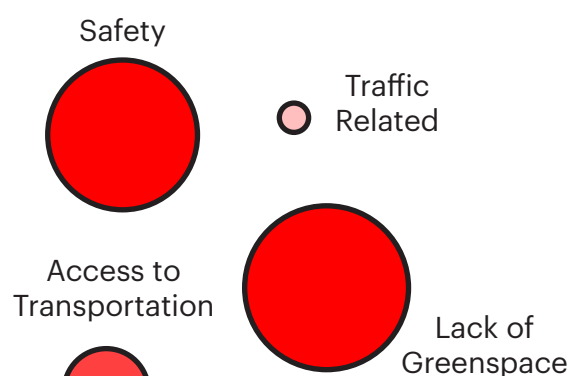 Safety
Traffic
Related
Access to
Transportation
Lack of
Greenspace